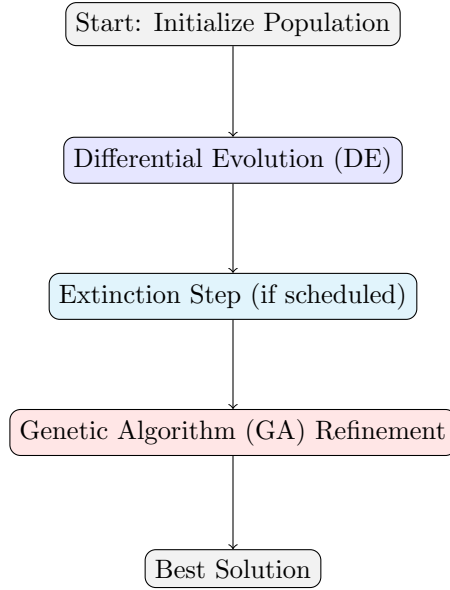 Start: Initialize Population
Differential Evolution (DE)
Extinction Step (if scheduled)
Genetic Algorithm (GA) Refinement
Best Solution